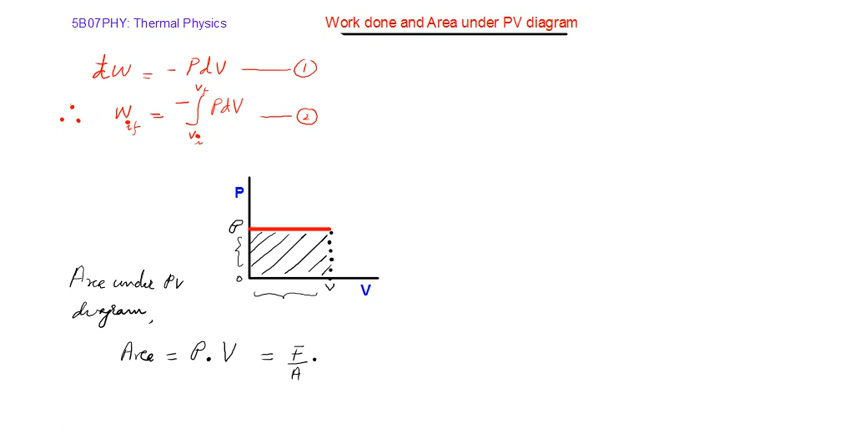 5B07PHY: Thermal Physics
Work done and Area under PV diagram
đW = - PdV —— ①
∴ W_if = -∫_{Vi}^{Vf} PdV —— ②
P
P
0
V
V
Area under PV
diagram,
Area = P . V = F/A .